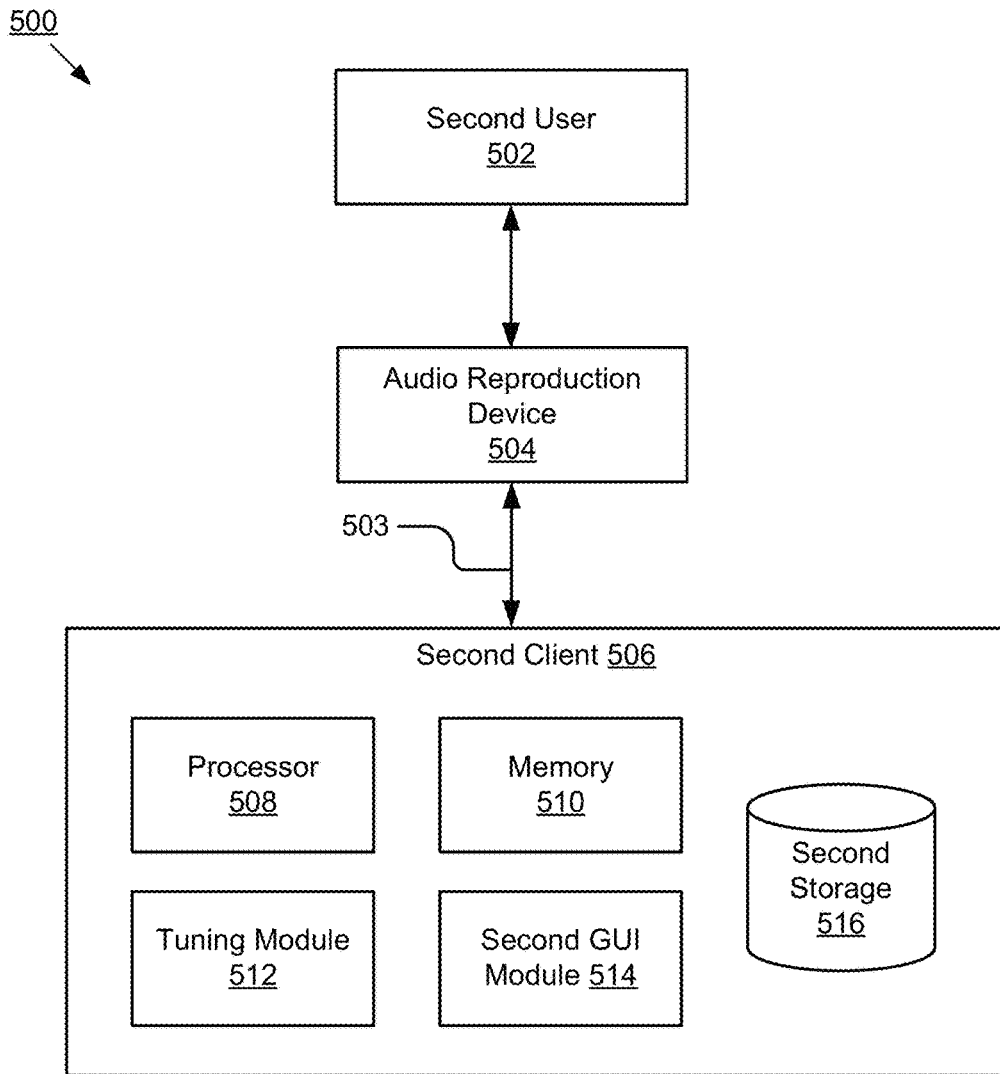 500
Second User
502
Audio Reproduction
Device
504
503
Second Client 506
Processor
508
Memory
510
Second
Storage
516
Tuning Module
512
Second GUI
Module 514